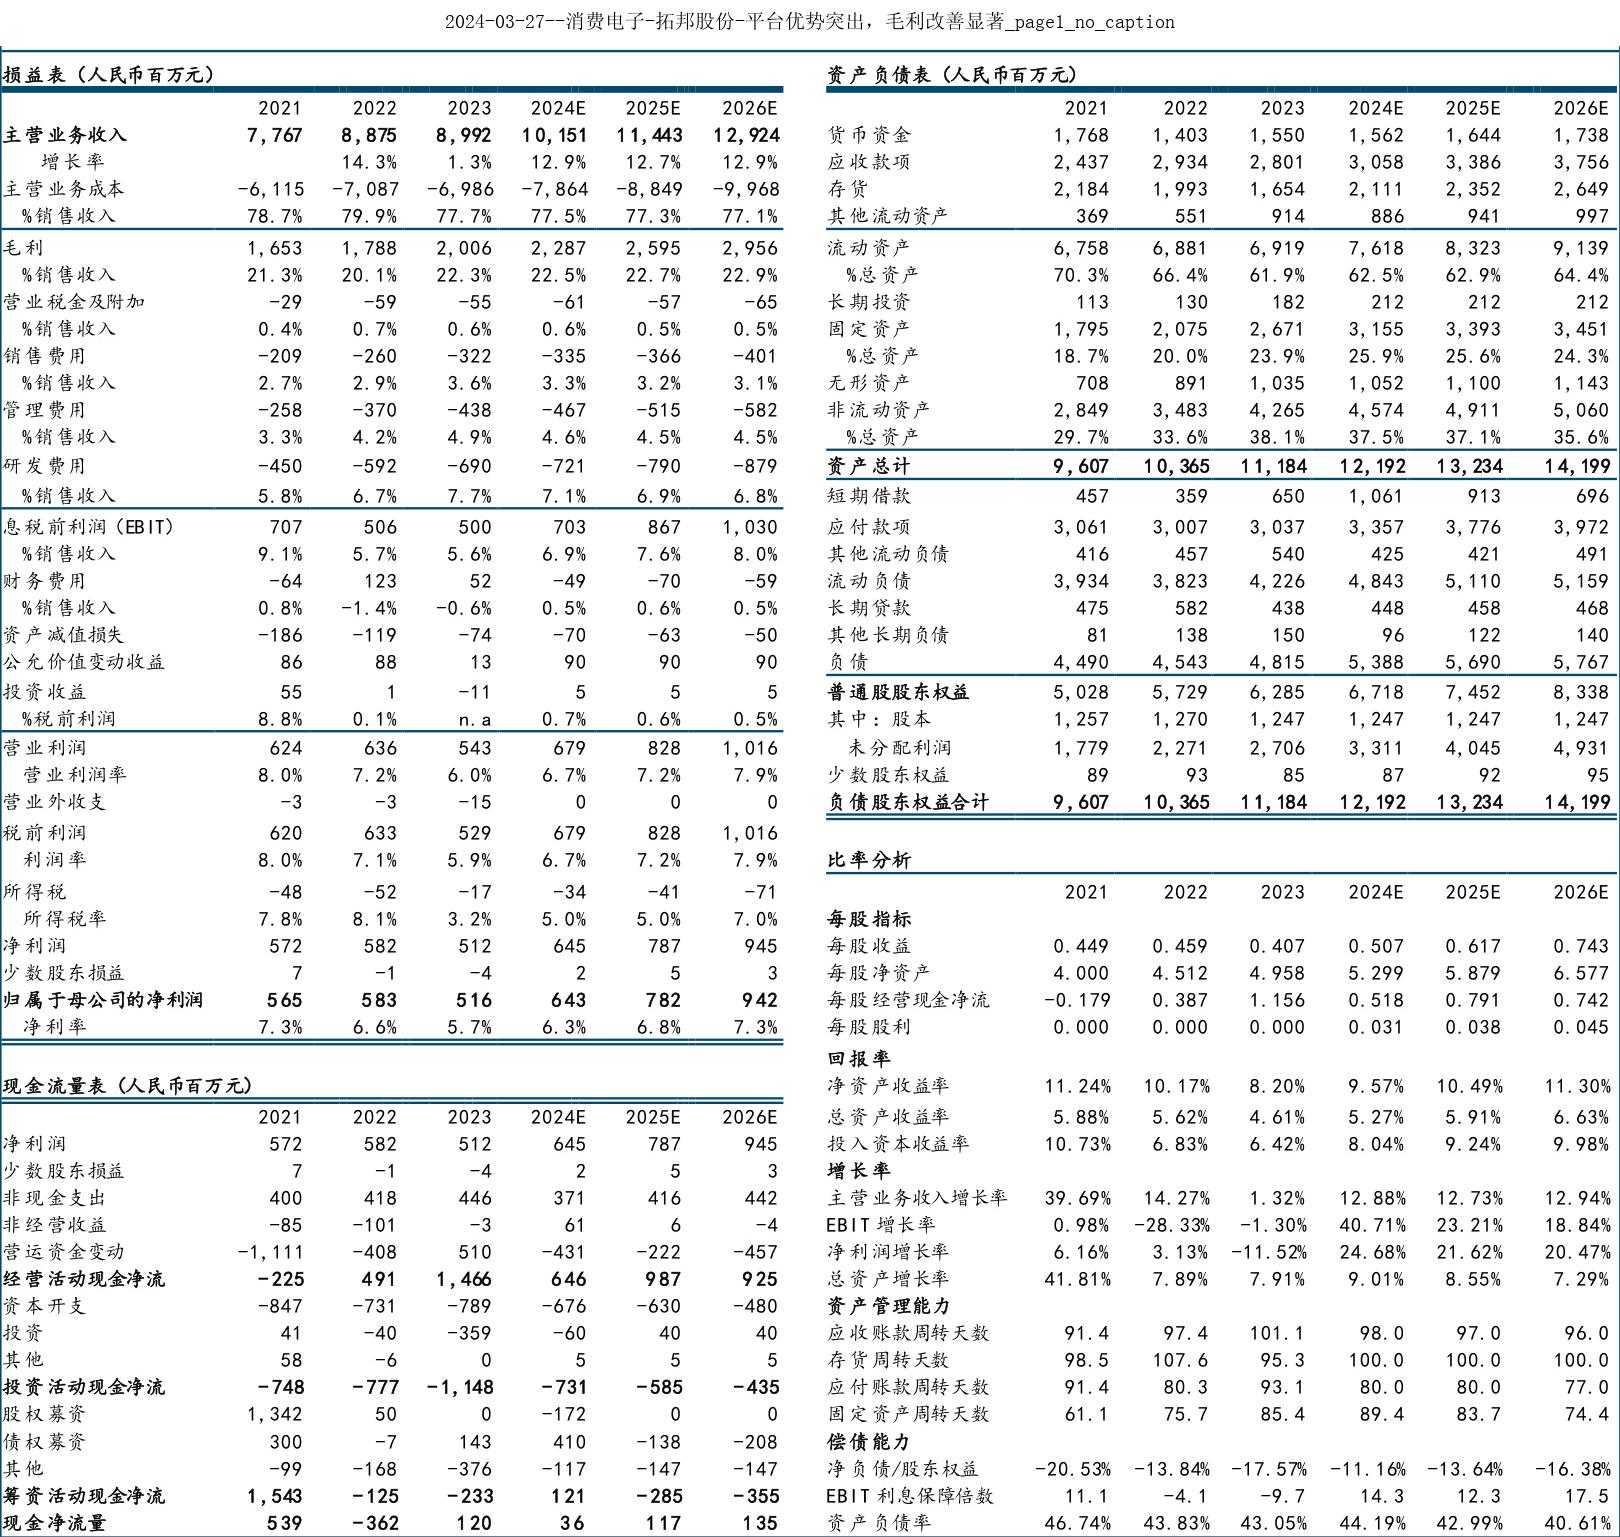 2024-03-27--消费电子-拓邦股份-平台优势突出，毛利改善显著_page1_no_caption
损益表（人民币百万元）
2021 2022 2023 2024E 2025E 2026E
主营业务收入 7,767 8,875 8,992 10,151 11,443 12,924
增长率 14.3% 1.3% 12.9% 12.7% 12.9%
主营业务成本 -6,115 -7,087 -6,986 -7,864 -8,849 -9,968
%销售收入 78.7% 79.9% 77.7% 77.5% 77.3% 77.1%
毛利 1,653 1,788 2,006 2,287 2,595 2,956
%销售收入 21.3% 20.1% 22.3% 22.5% 22.7% 22.9%
营业税金及附加 -29 -59 -55 -61 -57 -65
%销售收入 0.4% 0.7% 0.6% 0.6% 0.5% 0.5%
销售费用 -209 -260 -322 -335 -366 -401
%销售收入 2.7% 2.9% 3.6% 3.3% 3.2% 3.1%
管理费用 -258 -370 -438 -467 -515 -582
%销售收入 3.3% 4.2% 4.9% 4.6% 4.5% 4.5%
研发费用 -450 -592 -690 -721 -790 -879
%销售收入 5.8% 6.7% 7.7% 7.1% 6.9% 6.8%
息税前利润（EBIT） 707 506 500 703 867 1,030
%销售收入 9.1% 5.7% 5.6% 6.9% 7.6% 8.0%
财务费用 -64 123 52 -49 -70 -59
%销售收入 0.8% -1.4% -0.6% 0.5% 0.6% 0.5%
资产减值损失 -186 -119 -74 -70 -63 -50
公允价值变动收益 86 88 13 90 90 90
投资收益 55 1 -11 5 5 5
%税前利润 8.8% 0.1% n.a 0.7% 0.6% 0.5%
营业利润 624 636 543 679 828 1,016
营业利润率 8.0% 7.2% 6.0% 6.7% 7.2% 7.9%
营业外收支 -3 -3 -15 0 0 0
税前利润 620 633 529 679 828 1,016
利润率 8.0% 7.1% 5.9% 6.7% 7.2% 7.9%
所得税 -48 -52 -17 -34 -41 -71
所得税率 7.8% 8.1% 3.2% 5.0% 5.0% 7.0%
净利润 572 582 512 645 787 945
少数股东损益 7 -1 -4 2 5 3
归属于母公司的净利润 565 583 516 643 782 942
净利率 7.3% 6.6% 5.7% 6.3% 6.8% 7.3%
现金流量表（人民币百万元）
2021 2022 2023 2024E 2025E 2026E
净利润 572 582 512 645 787 945
少数股东损益 7 -1 -4 2 5 3
非现金支出 400 418 446 371 416 442
非经营收益 -85 -101 -3 61 6 -4
营运资金变动 -1,111 -408 510 -431 -222 -457
经营活动现金净流 -225 491 1,466 646 987 925
资本开支 -847 -731 -789 -676 -630 -480
投资 41 -40 -359 -60 40 40
其他 58 -6 0 5 5 5
投资活动现金净流 -748 -777 -1,148 -731 -585 -435
股权募资 1,342 50 0 -172 0 0
债权募资 300 -7 143 410 -138 -208
其他 -99 -168 -376 -117 -147 -147
筹资活动现金净流 1,543 -125 -233 121 -285 -355
现金净流量 539 -362 120 36 117 135
资产负债表（人民币百万元）
2021 2022 2023 2024E 2025E 2026E
货币资金 1,768 1,403 1,550 1,562 1,644 1,738
应收款项 2,437 2,934 2,801 3,058 3,386 3,756
存货 2,184 1,993 1,654 2,111 2,352 2,649
其他流动资产 369 551 914 886 941 997
流动资产 6,758 6,881 6,919 7,618 8,323 9,139
%总资产 70.3% 66.4% 61.9% 62.5% 62.9% 64.4%
长期投资 113 130 182 212 212 212
固定资产 1,795 2,075 2,671 3,155 3,393 3,451
%总资产 18.7% 20.0% 23.9% 25.9% 25.6% 24.3%
无形资产 708 891 1,035 1,052 1,100 1,143
非流动资产 2,849 3,483 4,265 4,574 4,911 5,060
%总资产 29.7% 33.6% 38.1% 37.5% 37.1% 35.6%
资产总计 9,607 10,365 11,184 12,192 13,234 14,199
短期借款 457 359 650 1,061 913 696
应付款项 3,061 3,007 3,037 3,357 3,776 3,972
其他流动负债 416 457 540 425 421 491
流动负债 3,934 3,823 4,226 4,843 5,110 5,159
长期贷款 475 582 438 448 458 468
其他长期负债 81 138 150 96 122 140
负债 4,490 4,543 4,815 5,388 5,690 5,767
普通股股东权益 5,028 5,729 6,285 6,718 7,452 8,338
其中：股本 1,257 1,270 1,247 1,247 1,247 1,247
未分配利润 1,779 2,271 2,706 3,311 4,045 4,931
少数股东权益 89 93 85 87 92 95
负债股东权益合计 9,607 10,365 11,184 12,192 13,234 14,199
比率分析
2021 2022 2023 2024E 2025E 2026E
每股指标
每股收益 0.449 0.459 0.407 0.507 0.617 0.743
每股净资产 4.000 4.512 4.958 5.299 5.879 6.577
每股经营现金净流 -0.179 0.387 1.156 0.518 0.791 0.742
每股股利 0.000 0.000 0.000 0.031 0.038 0.045
回报率
净资产收益率 11.24% 10.17% 8.20% 9.57% 10.49% 11.30%
总资产收益率 5.88% 5.62% 4.61% 5.27% 5.91% 6.63%
投入资本收益率 10.73% 6.83% 6.42% 8.04% 9.24% 9.98%
增长率
主营业务收入增长率 39.69% 14.27% 1.32% 12.88% 12.73% 12.94%
EBIT增长率 0.98% -28.33% -1.30% 40.71% 23.21% 18.84%
净利润增长率 6.16% 3.13% -11.52% 24.68% 21.62% 20.47%
总资产增长率 41.81% 7.89% 7.91% 9.01% 8.55% 7.29%
资产管理能力
应收账款周转天数 91.4 97.4 101.1 98.0 97.0 96.0
存货周转天数 98.5 107.6 95.3 100.0 100.0 100.0
应付账款周转天数 91.4 80.3 93.1 80.0 80.0 77.0
固定资产周转天数 61.1 75.7 85.4 89.4 83.7 74.4
偿债能力
净负债/股东权益 -20.53% -13.84% -17.57% -11.16% -13.64% -16.38%
EBIT利息保障倍数 11.1 -4.1 -9.7 14.3 12.3 17.5
资产负债率 46.74% 43.83% 43.05% 44.19% 42.99% 40.61%